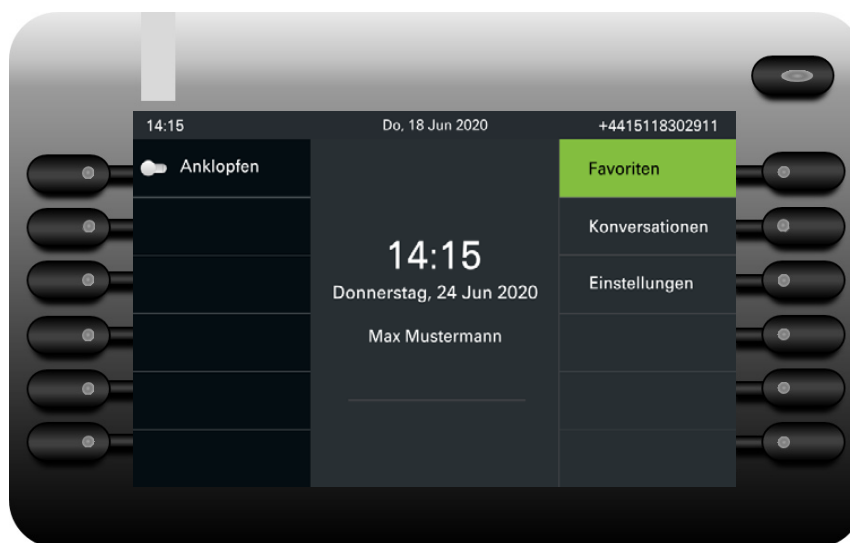 14:15
Do, 18 Jun 2020
+4415118302911
Anklopfen
14:15
Donnerstag, 24 Jun 2020
Max Mustermann
Favoriten
Konversationen
Einstellungen